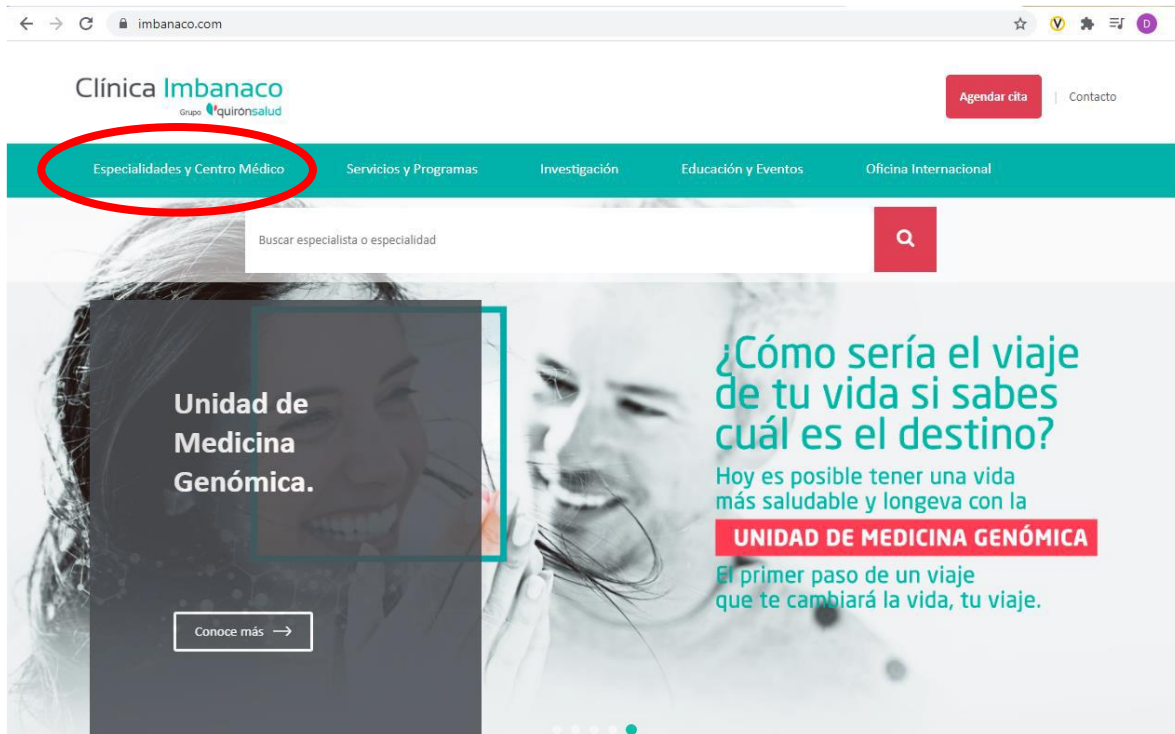 imbanaco.com
D
Clínica Imbanaco
Grupo quirónsalud
Agendar cita | Contacto
Especialidades y Centro Médico Servicios y Programas Investigación Educación y Eventos Oficina Internacional
Buscar especialista o especialidad
Unidad de
Medicina
Genómica.
Conoce más →
¿Cómo sería el viaje
de tu vida si sabes
cuál es el destino?
Hoy es posible tener una vida
más saludable y longeva con la
UNIDAD DE MEDICINA GENÓMICA
El primer paso de un viaje
que te cambiará la vida, tu viaje.